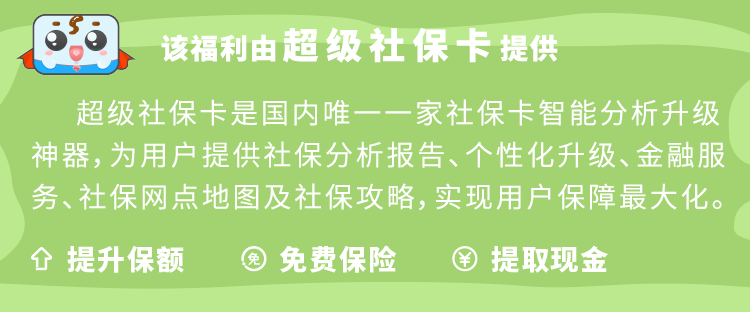 该福利由超级社保卡提供
超级社保卡是国内唯一一家社保卡智能分析升级
神器，为用户提供社保分析报告、个性化升级、金融服
务、社保网点地图及社保攻略，实现用户保障最大化。
提升保额 免 免费保险 ¥ 提取现金